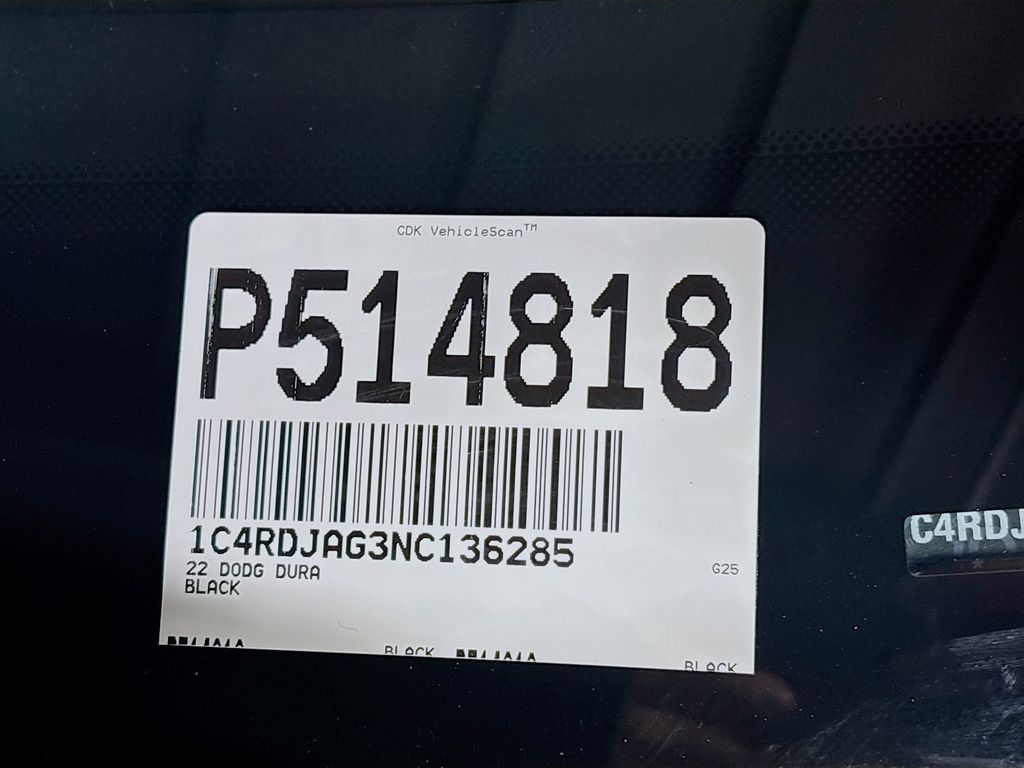 CDK VehicleScan™
P514818
1C4RDJAG3NC136285
22 DODG DURA
G25
BLACK
C4RDJ
BLACK
BLACK